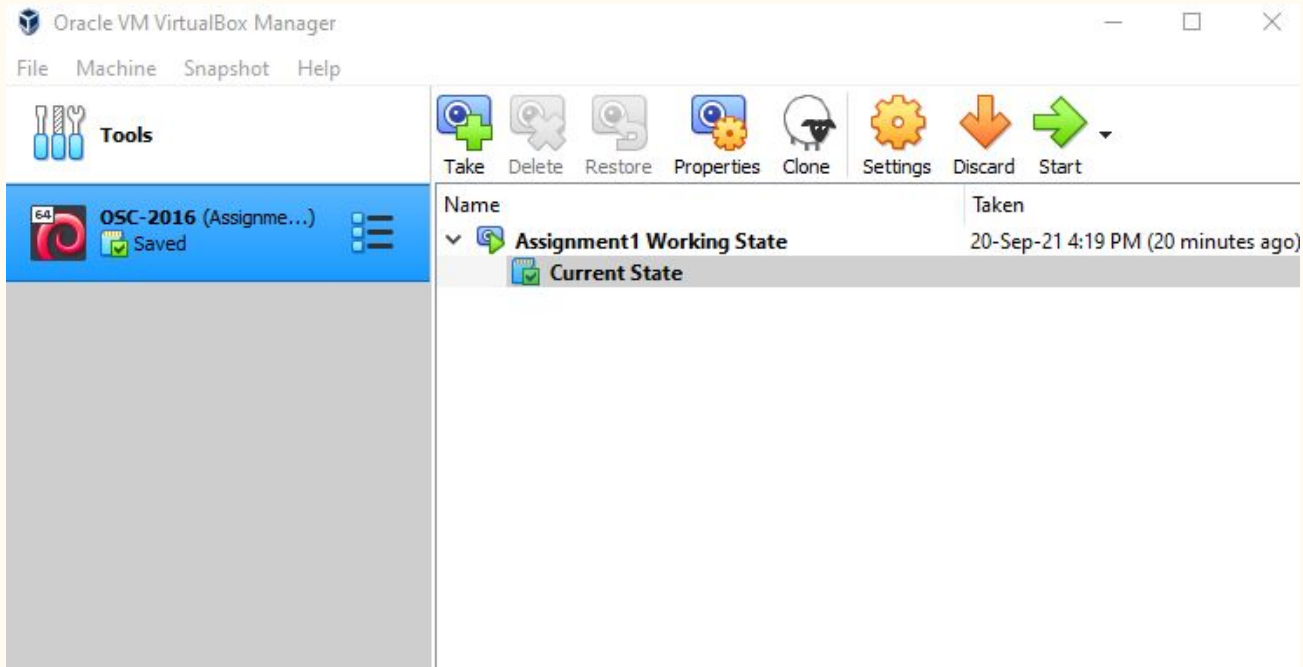 Oracle VM VirtualBox Manager
File Machine Snapshot Help
Tools
Take Delete Restore Properties Clone Settings Discard Start
64 OSC-2016 (Assignme...)
Saved
Name Taken
Assignment1 Working State 20-Sep-21 4:19 PM (20 minutes ago)
Current State